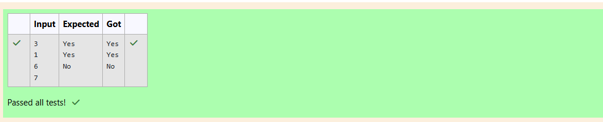 Input Expected Got
3 Yes Yes
1 Yes Yes
6 No No
7
Passed all tests!